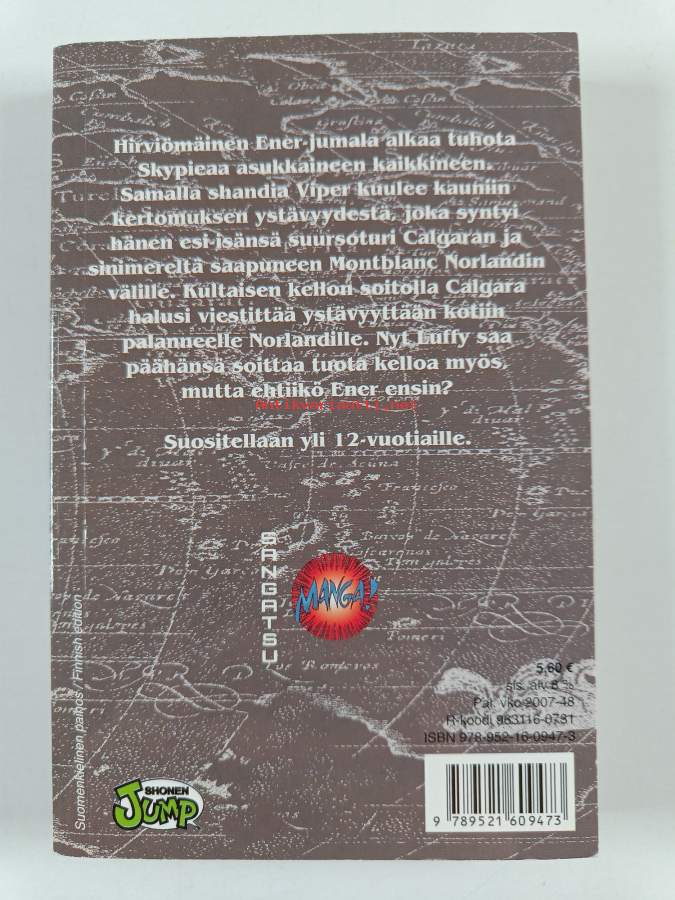 Hirviömäinen Ener-jumala alkaa tuhota
Skypieaa asukkaineen kaikkineen.
Samalla shandia Viper kuulee kauniin
kertomuksen ystävyydestä, joka syntyi
hänen esi-isänsä suursoturi Calgaran ja
sinimereltä saapuneen Montblanc Norlandin
välille. Kultaisen kellon soitolla Calgara
halusi viestittää ystävyyttään kotiin
palanneelle Norlandille. Nyt Luffy saa
päähänsä soittaa tuota kelloa myös,
mutta ehtiikö Ener ensin?
Antikvariaatti.net
Suositellaan yli 12-vuotiaille.
SANGATSU
MANGA!
Suomenkielinen painos / Finnish edition
5,60 €
sis. alv 8 %
Pal. vko 2007-48
R-koodi 983116-0731
ISBN 978-952-16-0947-3
9 789521 609473
SHONEN
JUMP